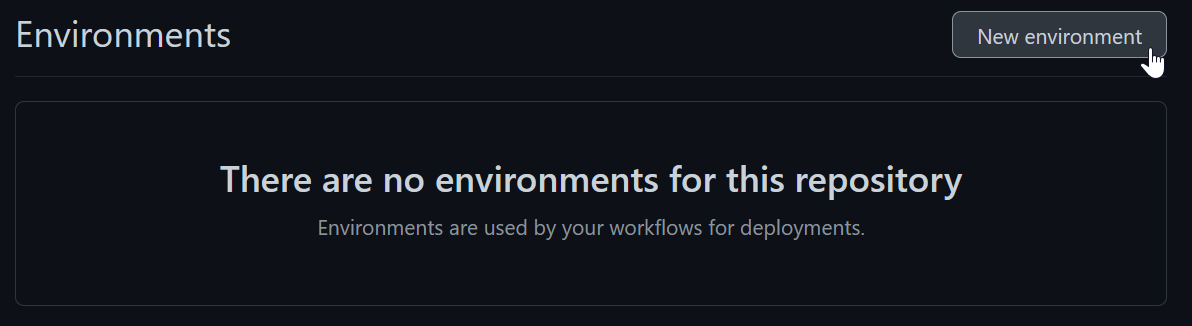 Environments
New environment
There are no environments for this repository
Environments are used by your workflows for deployments.